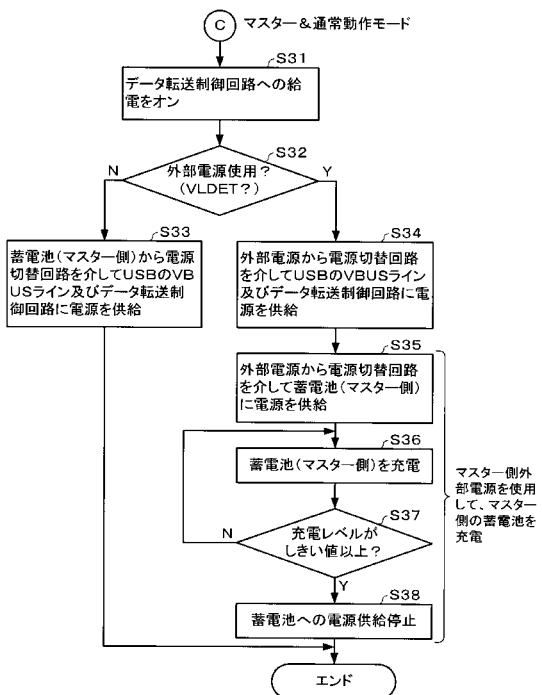 C
マスター&通常動作モード
S31
データ転送制御回路への給
電をオン
S32
外部電源使用?
(VLDET?)
N
Y
S33
蓄電池(マスター側)から電源
切替回路を介してUSBのVB
USライン及びデータ転送制
御回路に電源を供給
S34
外部電源から電源切替回路
を介してUSBのVBUSライン
及びデータ転送制御回路に電
源を供給
S35
外部電源から電源切替回路
を介して蓄電池(マスター側)
に電源を供給
S36
蓄電池(マスター側)を充電
S37
充電レベルが
しきい値以上?
N
Y
S38
蓄電池への電源供給停止
マスター側外
部電源を使用
して、マスター
側の蓄電池を
充電
エンド